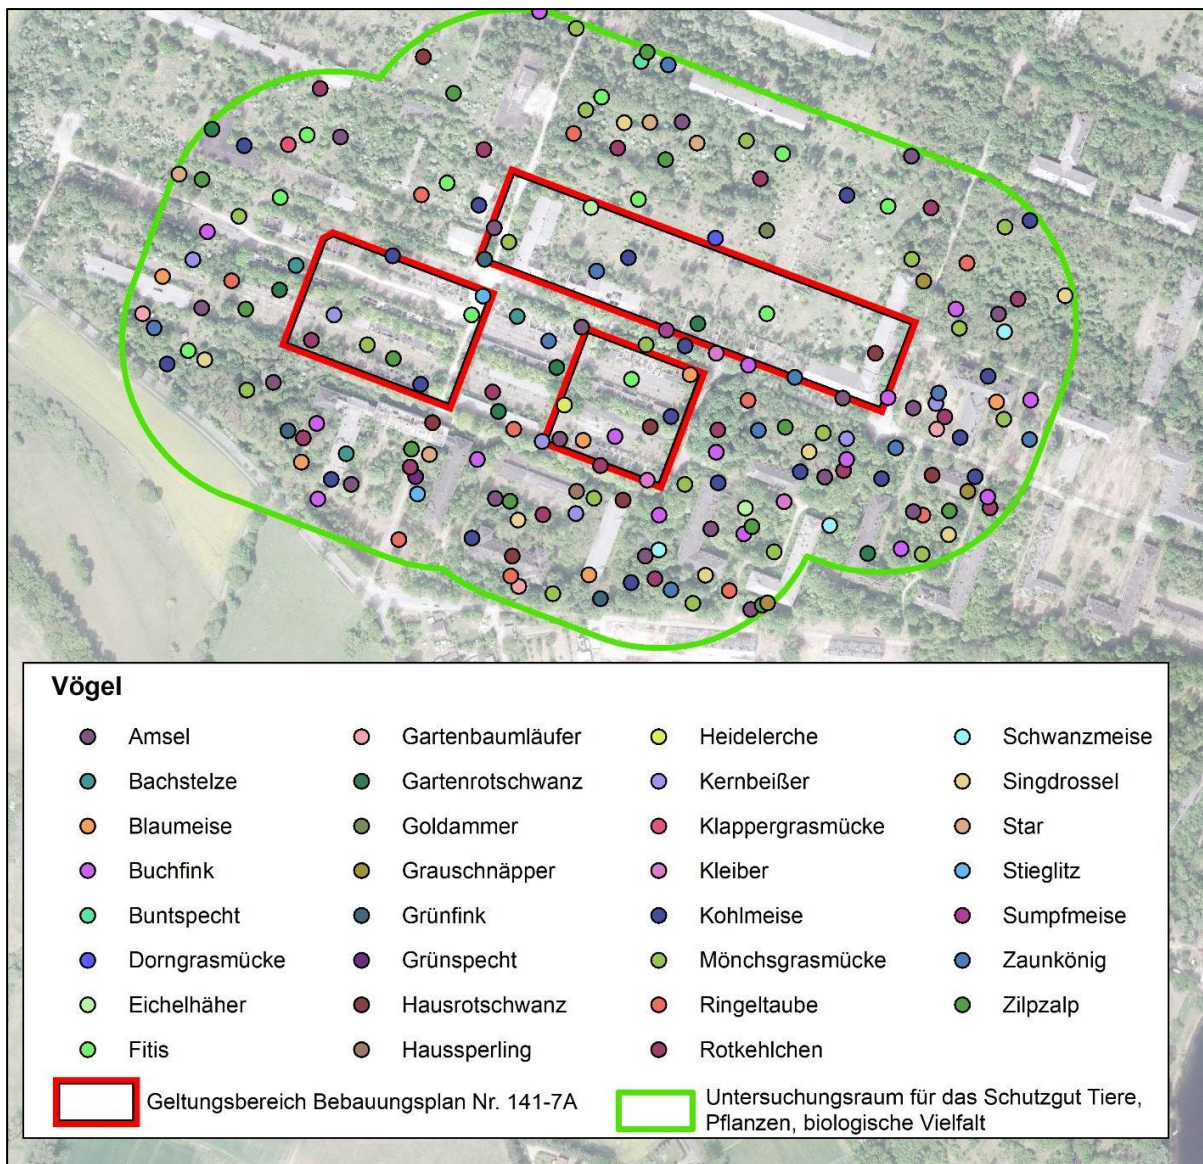 Vögel
Amsel
Bachstelze
Blaumeise
Buchfink
Buntspecht
Dorngrasmücke
Eichelhäher
Fitis
Gartenbaumläufer
Gartenrotschwanz
Goldammer
Grauschnäpper
Grünfink
Grünspecht
Hausrotschwanz
Haussperling
Heidelerche
Kernbeißer
Klappergrasmücke
Kleiber
Kohlmeise
Mönchsgrasmücke
Ringeltaube
Rotkehlchen
Schwanzmeise
Singdrossel
Star
Stieglitz
Sumpfmeise
Zaunkönig
Zilpzalp
Geltungsbereich Bebauungsplan Nr. 141-7A
Untersuchungsraum für das Schutzgut Tiere,
Pflanzen, biologische Vielfalt